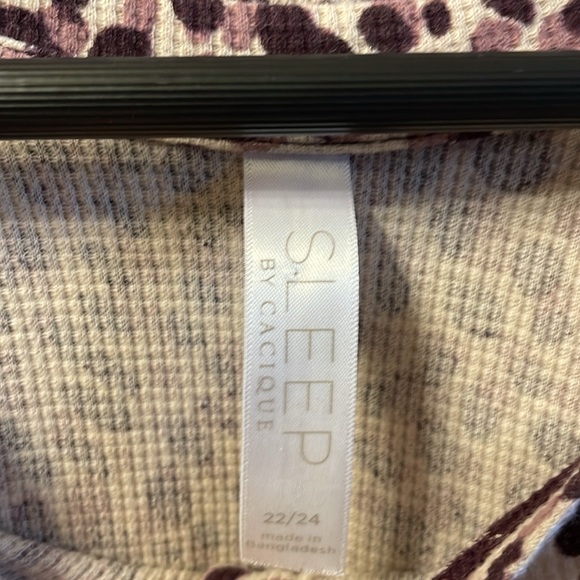 SLEEP
BY CACIQUE
22/24
made in
Bangladesh